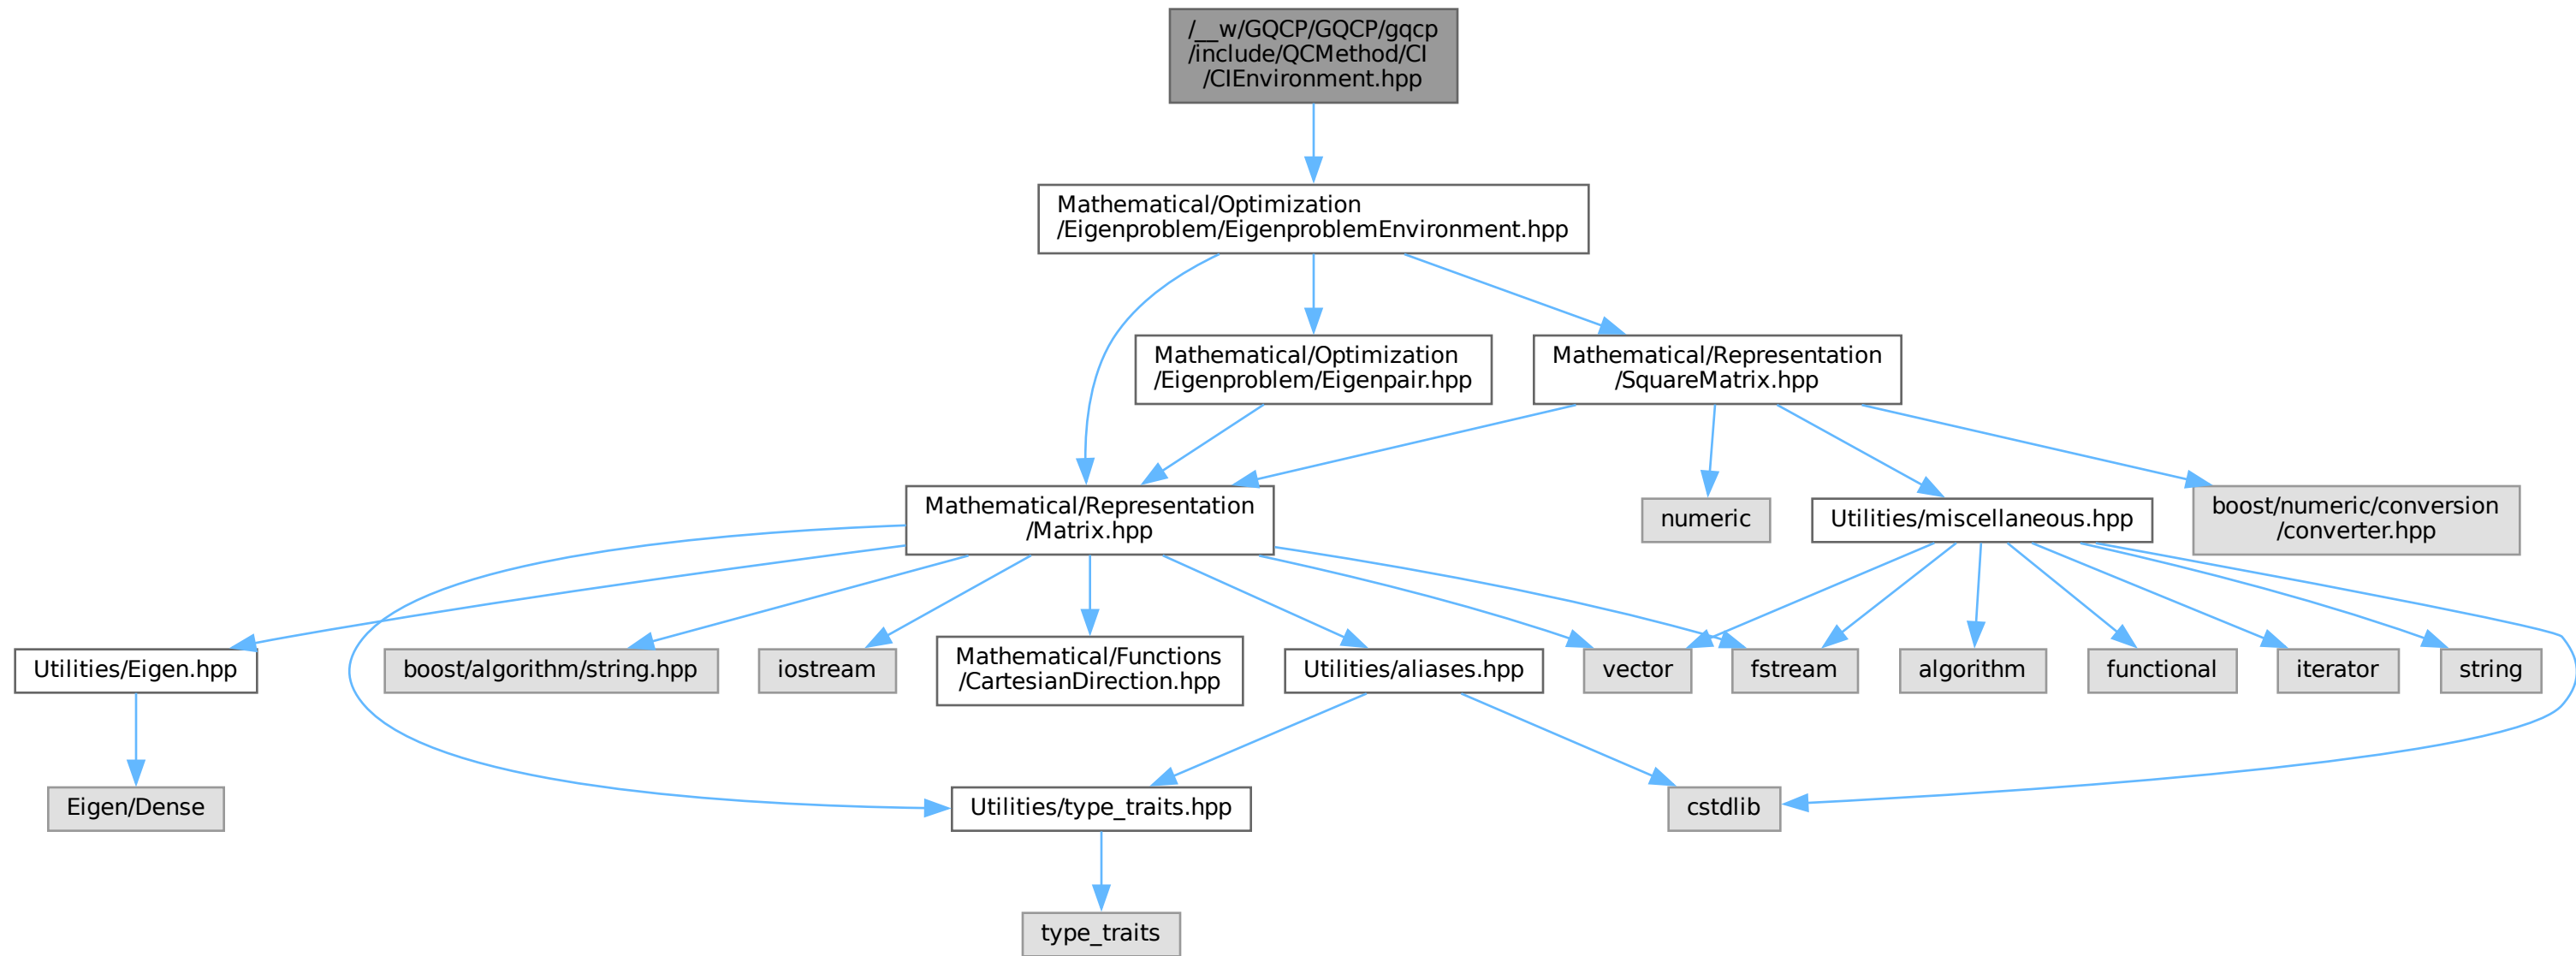 /__w/GQCP/GQCP/gqcp
/include/QCMethod/CI
/CIEnvironment.hpp
Mathematical/Optimization
/Eigenproblem/EigenproblemEnvironment.hpp
Mathematical/Optimization
/Eigenproblem/Eigenpair.hpp
Mathematical/Representation
/SquareMatrix.hpp
Mathematical/Representation
/Matrix.hpp
numeric
Utilities/miscellaneous.hpp
boost/numeric/conversion
/converter.hpp
Utilities/Eigen.hpp
boost/algorithm/string.hpp
iostream
Mathematical/Functions
/CartesianDirection.hpp
Utilities/aliases.hpp
vector
fstream
algorithm
functional
iterator
string
Eigen/Dense
Utilities/type_traits.hpp
cstdlib
type_traits